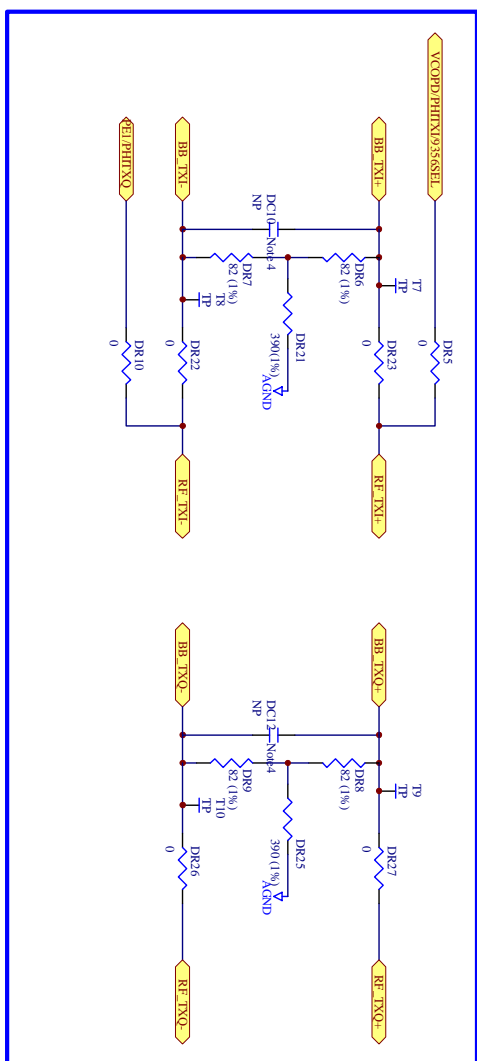 VCOPD/PHITXI/9356SEL
DR5
0
BB_TXI+
T7
TP
DR23
0
RF_TXI+
DR6
82 (1%)
DC10
NP
Note 4
DR21
390(1%)
AGND
DR7
82 (1%)
BB_TXI-
T8
TP
DR22
0
RF_TXI-
PE1/PHITXQ
DR10
0
BB_TXQ+
T9
TP
DR27
0
RF_TXQ+
DR8
82 (1%)
DC12
NP
Note4
DR25
390 (1%)
AGND
DR9
82 (1%)
BB_TXQ-
T10
TP
DR26
0
RF_TXQ-